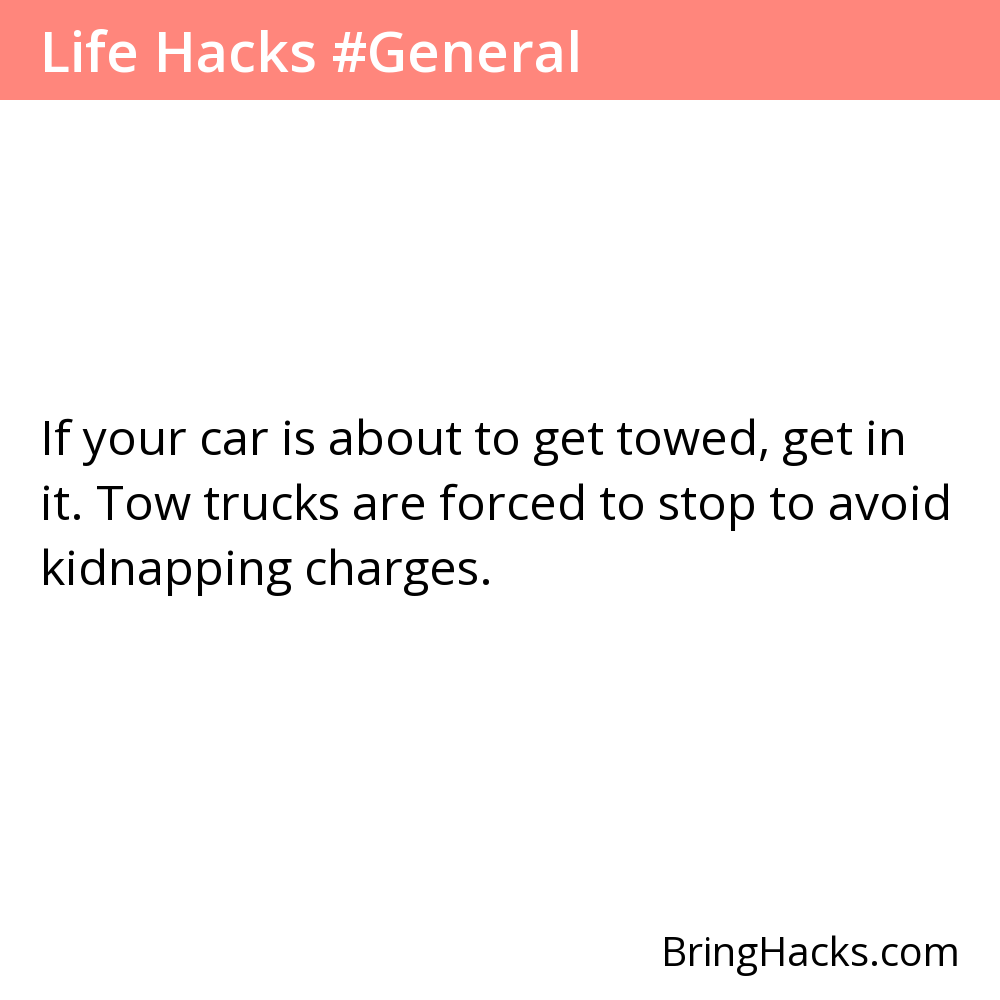 Life Hacks #General
If your car is about to get towed, get in
it. Tow trucks are forced to stop to avoid
kidnapping charges.
BringHacks.com